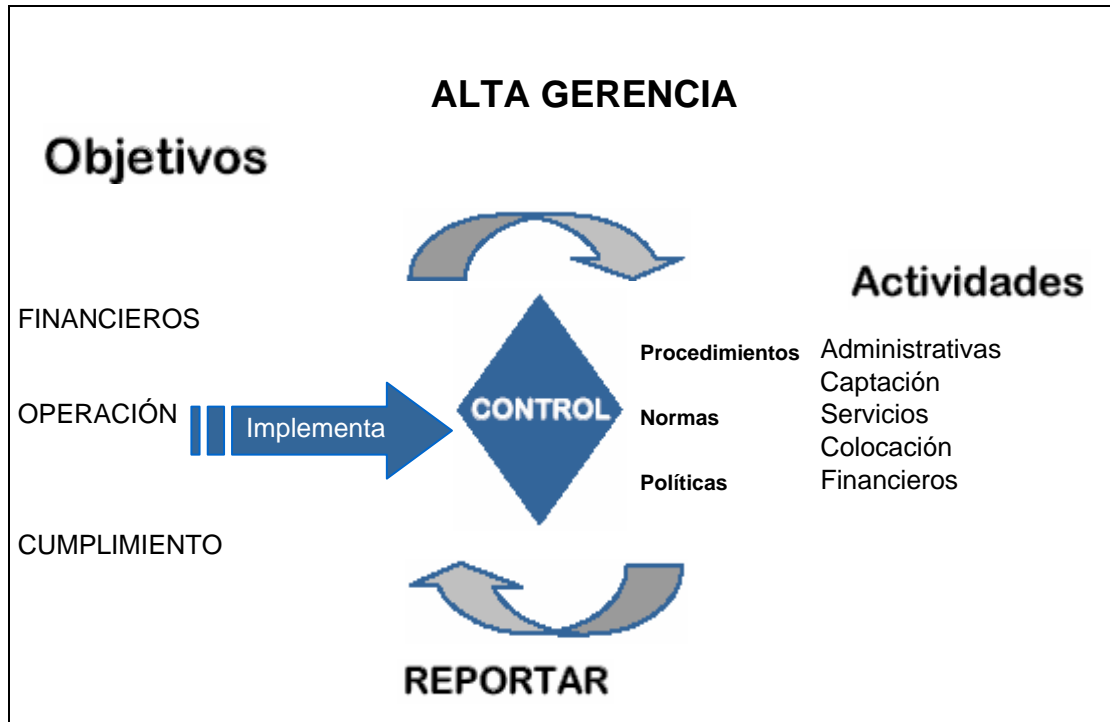 ALTA GERENCIA
Objetivos
FINANCIEROS
OPERACIÓN
CUMPLIMIENTO
Implementa
CONTROL
Procedimientos
Normas
Políticas
Actividades
Administrativas
Captación
Servicios
Colocación
Financieros
REPORTAR